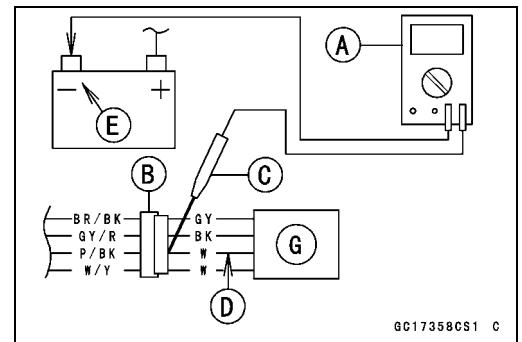 A
− +
E
B
C
BR/BK GY
GY/R BK
P/BK W
W/Y W
G
D
GC17358CS1 C